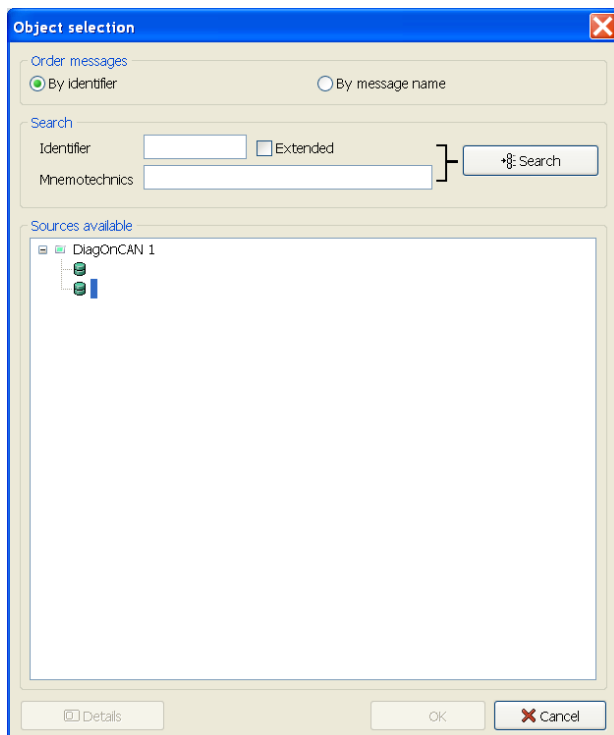 Object selection
Order messages
By identifier
By message name
Search
Identifier
Extended
Search
Mnemotechnics
Sources available
DiagOnCAN 1
Details
OK
Cancel